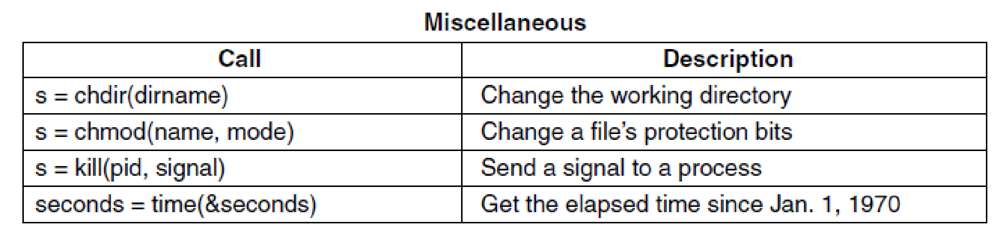 Miscellaneous
Call Description
s = chdir(dirname) Change the working directory
s = chmod(name, mode) Change a file’s protection bits
s = kill(pid, signal) Send a signal to a process
seconds = time(&seconds) Get the elapsed time since Jan. 1, 1970